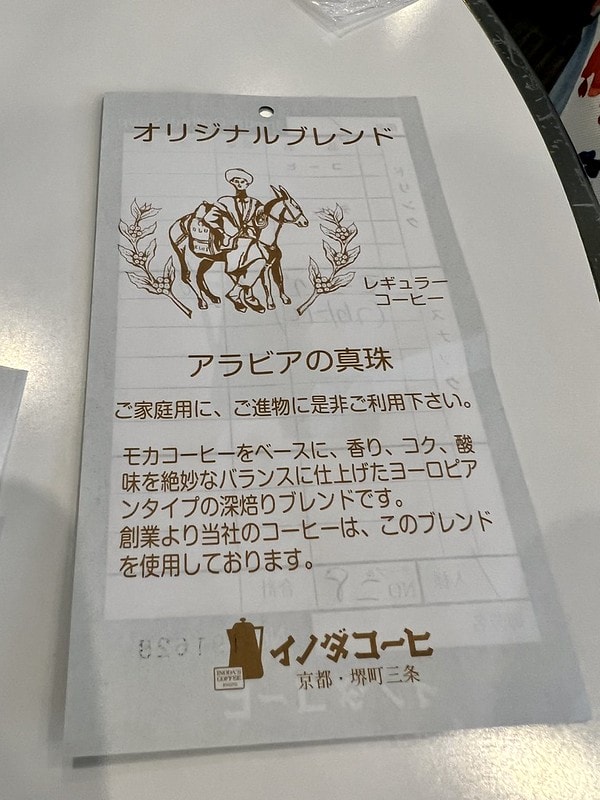 オリジナルブレンド
レギュラー
コーヒー
アラビアの真珠
ご家庭用に、ご進物に是非ご利用下さい。
モカコーヒーをベースに、香り、コク、酸
味を絶妙なバランスに仕上げたヨーロピア
ンタイプの深焙りブレンドです。
創業より当社のコーヒーは、このブレンド
を使用しております。
イノダコーヒ
INODA'S
COFFEE
京都・堺町三条